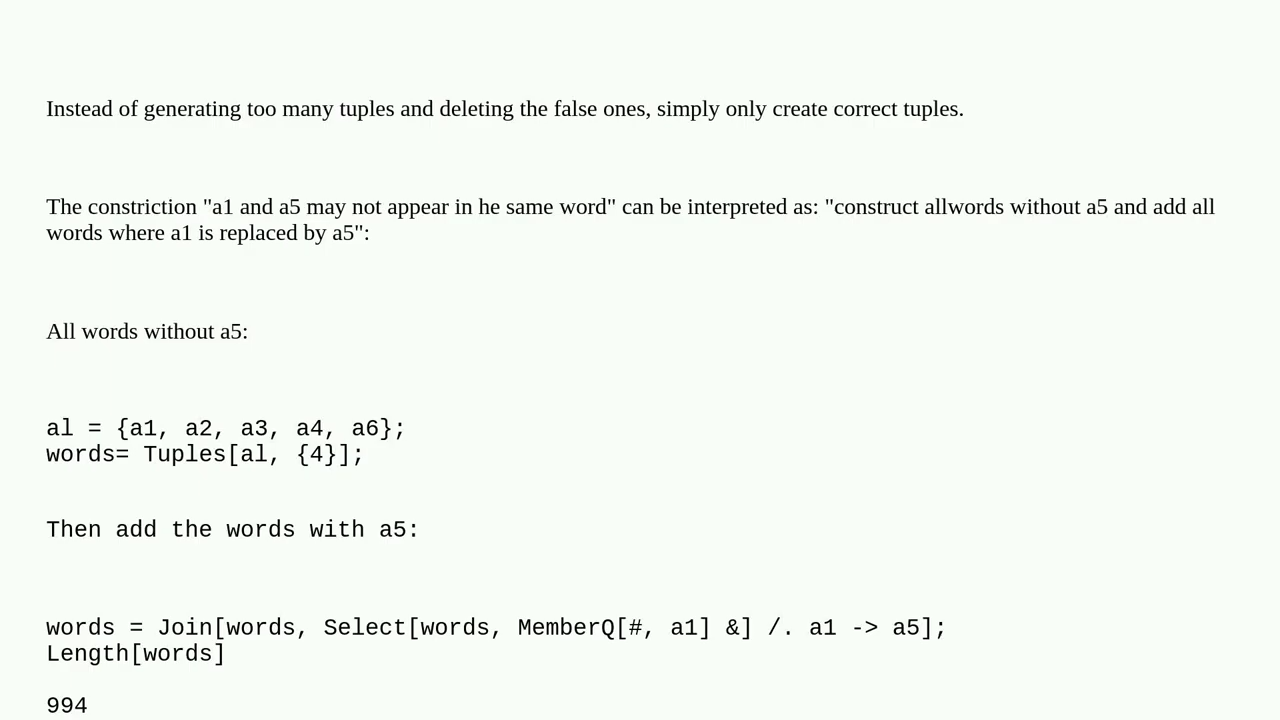 Instead of generating too many tuples and deleting the false ones, simply only create correct tuples.
The constriction "a1 and a5 may not appear in he same word" can be interpreted as: "construct allwords without a5 and add all
words where a1 is replaced by a5":
All words without a5:
al = {a1, a2, a3, a4, a6};
words= Tuples[al, {4}];
Then add the words with a5:
words = Join[words, Select[words, MemberQ[#, a1] &] /. a1 -> a5];
Length[words]
994